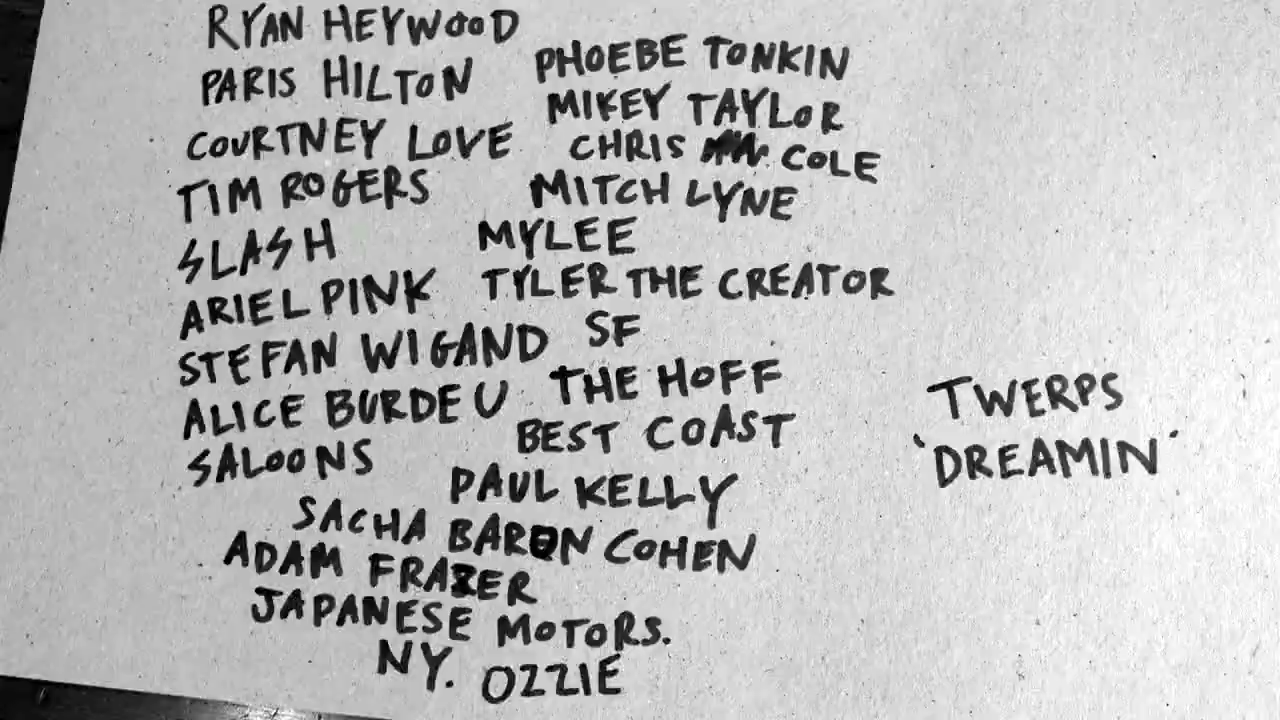 RYAN HEYWOOD
PARIS HILTON
COURTNEY LOVE
TIM ROGERS
SLASH
ARIEL PINK
STEFAN WIGAND
ALICE BURDEU
SALOONS
PHOEBE TONKIN
MIKEY TAYLOR
CHRIS COLE
MITCH LYNE
MYLEE
TYLER THE CREATOR
SF
THE HOFF
BEST COAST
PAUL KELLY
SACHA BARON COHEN
ADAM FRAZER
JAPANESE MOTORS.
NY. OZZIE
TWERPS
'DREAMIN'